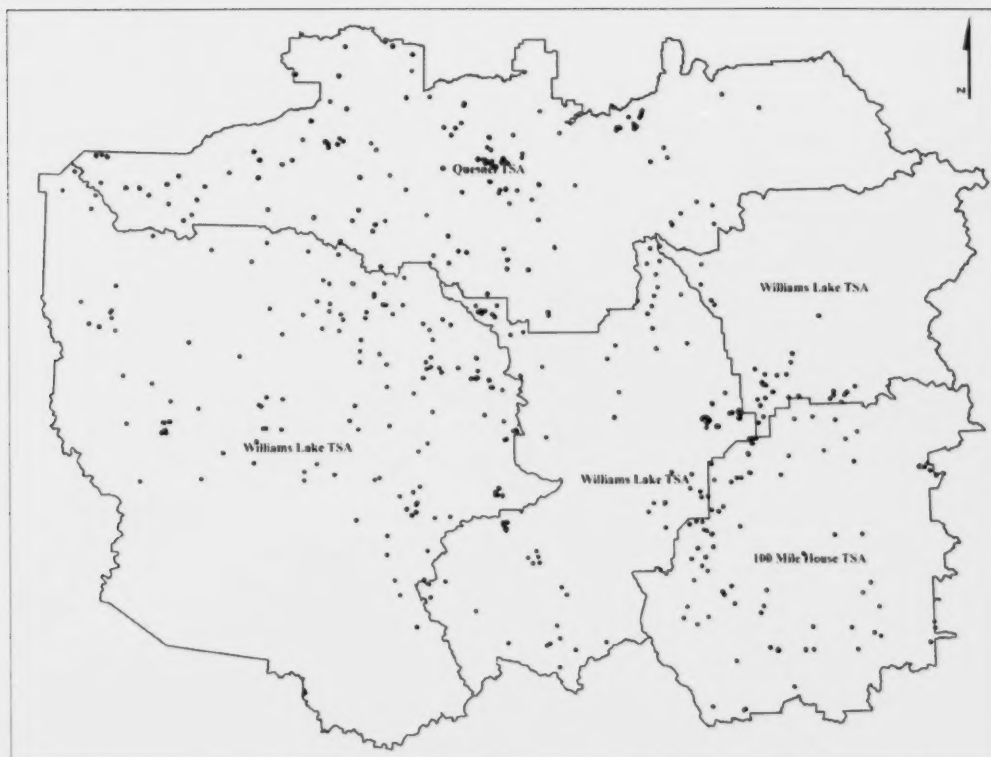 N
Quesnel TSA
Williams Lake TSA
Williams Lake TSA
Williams Lake TSA
100 Mile House TSA